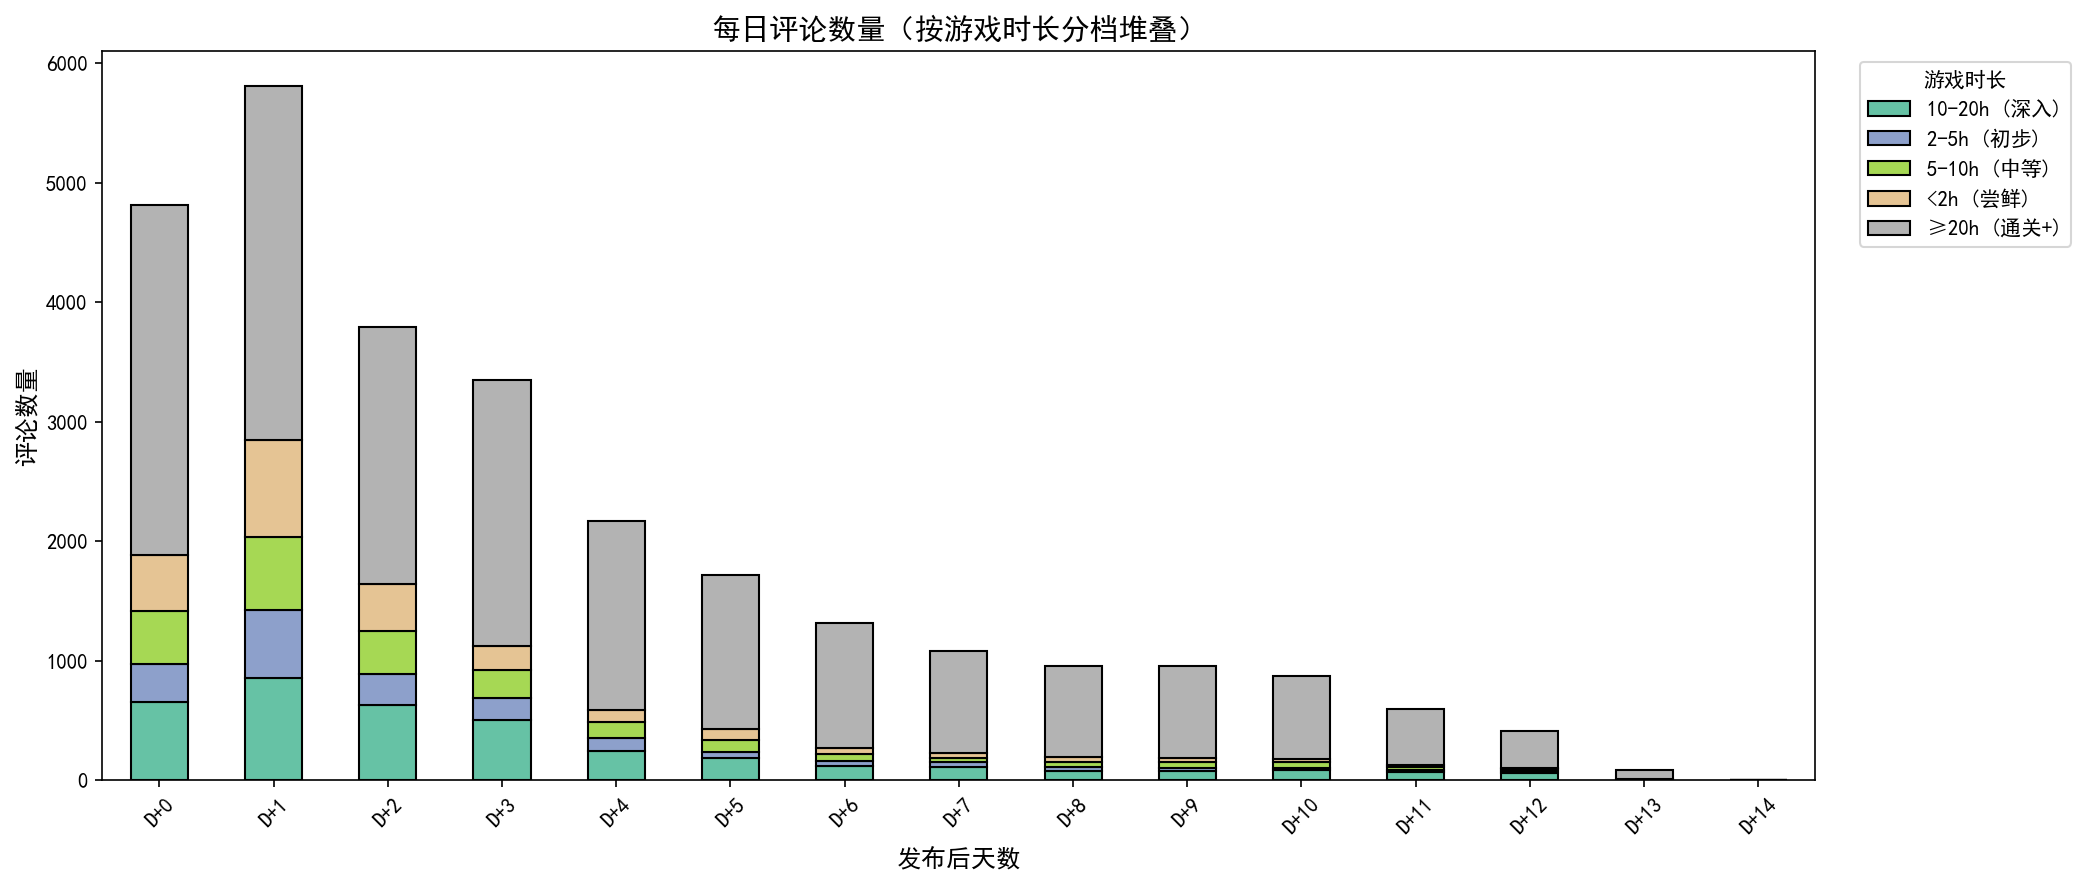 每日评论数量（按游戏时长分档堆叠）
评论数量
6000
5000
4000
3000
2000
1000
0
D+0
D+1
D+2
D+3
D+4
D+5
D+6
D+7
D+8
D+9
D+10
D+11
D+12
D+13
D+14
发布后天数
游戏时长
10-20h (深入)
2-5h (初步)
5-10h (中等)
<2h (尝鲜)
≥20h (通关+)